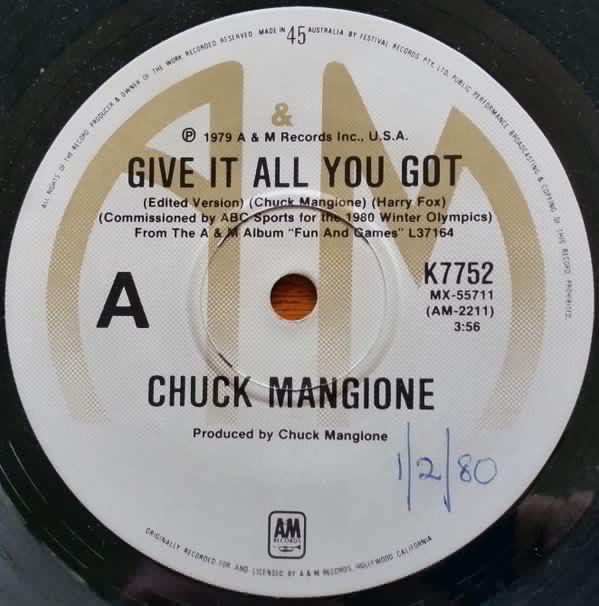 ALL RIGHTS OF THE RECORD PRODUCER & OWNER OF THE WORK RECORDED RESERVED MADE IN 45 AUSTRALIA BY FESTIVAL RECORDS PTY. LTD. PUBLIC PERFORMANCE BROADCASTING & COPYING OF THIS RECORD PROHIBITED.
A & M
℗ 1979 A & M Records Inc., U.S.A.
GIVE IT ALL YOU GOT
(Edited Version) (Chuck Mangione) (Harry Fox)
(Commissioned by ABC Sports for the 1980 Winter Olympics)
From The A & M Album "Fun And Games" L37164
A
K7752
MX-55711
(AM-2211)
3:56
CHUCK MANGIONE
Produced by Chuck Mangione
1/2/80
AM
RECORDS
ORIGINALLY RECORDED FOR AND LICENSED BY A & M RECORDS, HOLLYWOOD CALIFORNIA